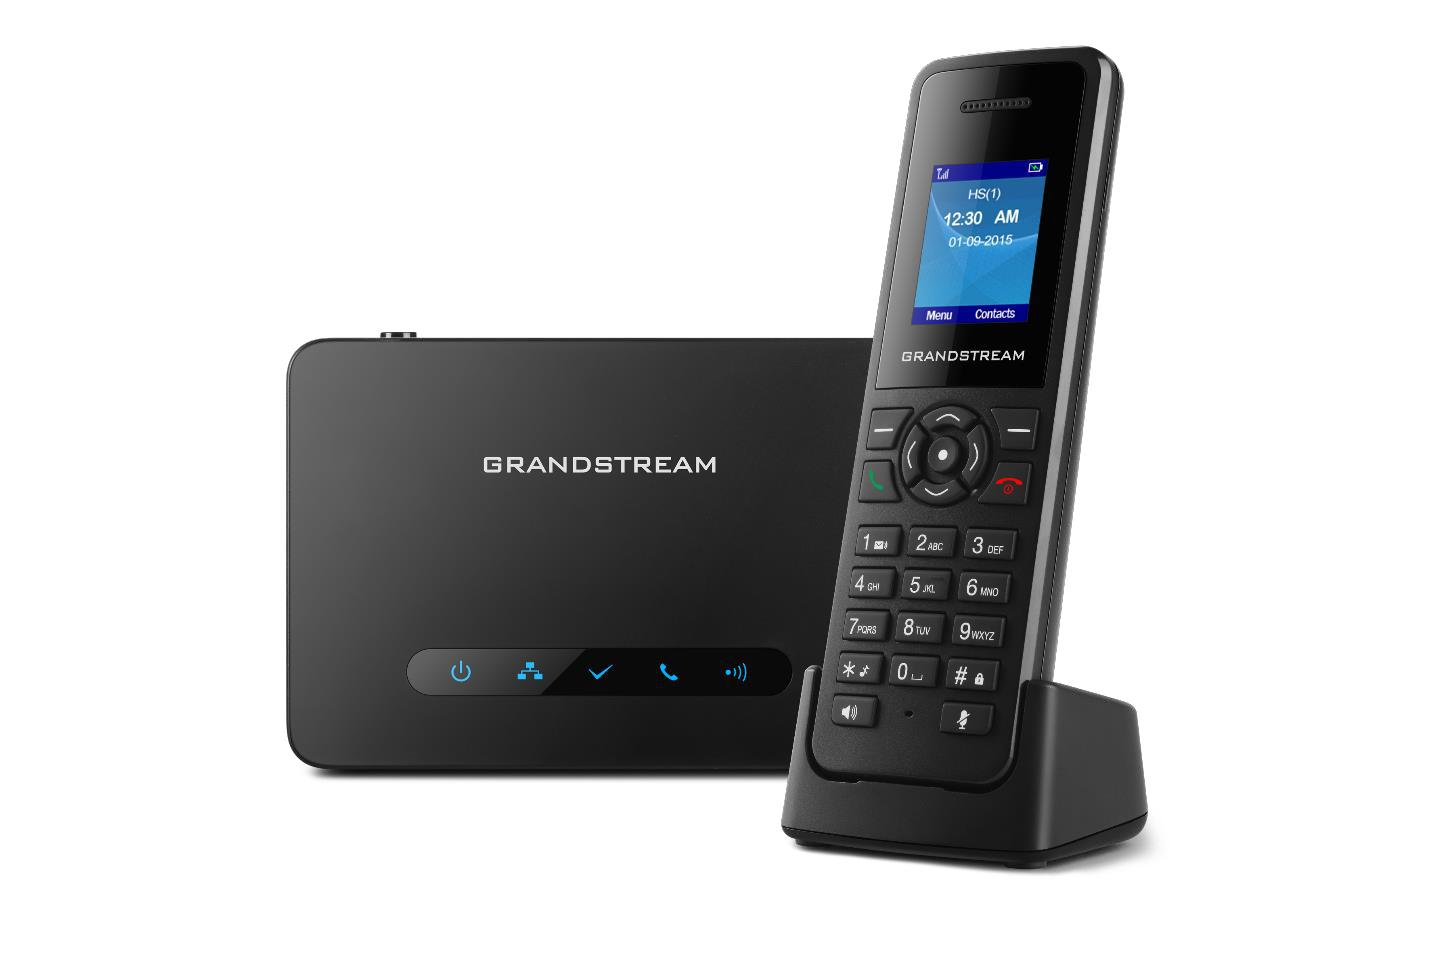 HS(1)
12:30 AM
01-09-2015
Menu Contacts
GRANDSTREAM
GRANDSTREAM
1 2 ABC 3 DEF
4 GHI 5 JKL 6 MNO
7 PQRS 8 TUV 9 WXYZ
* 0 #